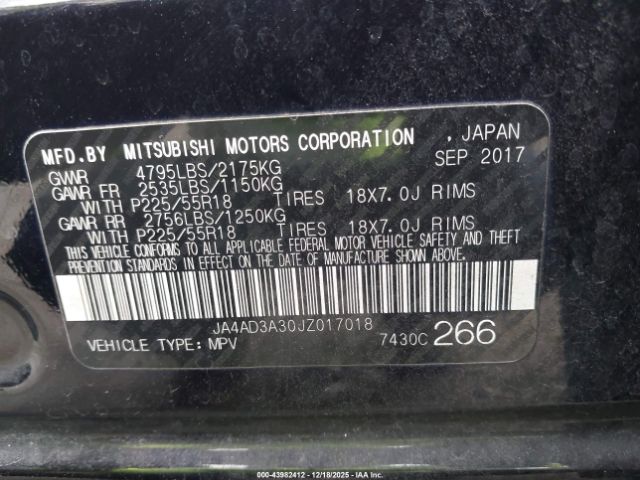 MFD.BY MITSUBISHI MOTORS CORPORATION , JAPAN
GVWR 4795LBS/2175KG SEP 2017
GAWR FR 2535LBS/1150KG
WITH P225/55R18 TIRES 18X7.0J RIMS
GAWR RR 2756LBS/1250KG
WITH P225/55R18 TIRES 18X7.0J RIMS
THIS VEHICLE CONFORMS TO ALL APPLICABLE FEDERAL MOTOR VEHICLE SAFETY AND THEFT
PREVENTION STANDARDS IN EFFECT ON THE DATE OF MANUFACTURE SHOWN ABOVE.
JA4AD3A30JZ017018
VEHICLE TYPE: MPV 7430C 266
000-43982412 - 12/18/2025 - IAA Inc.